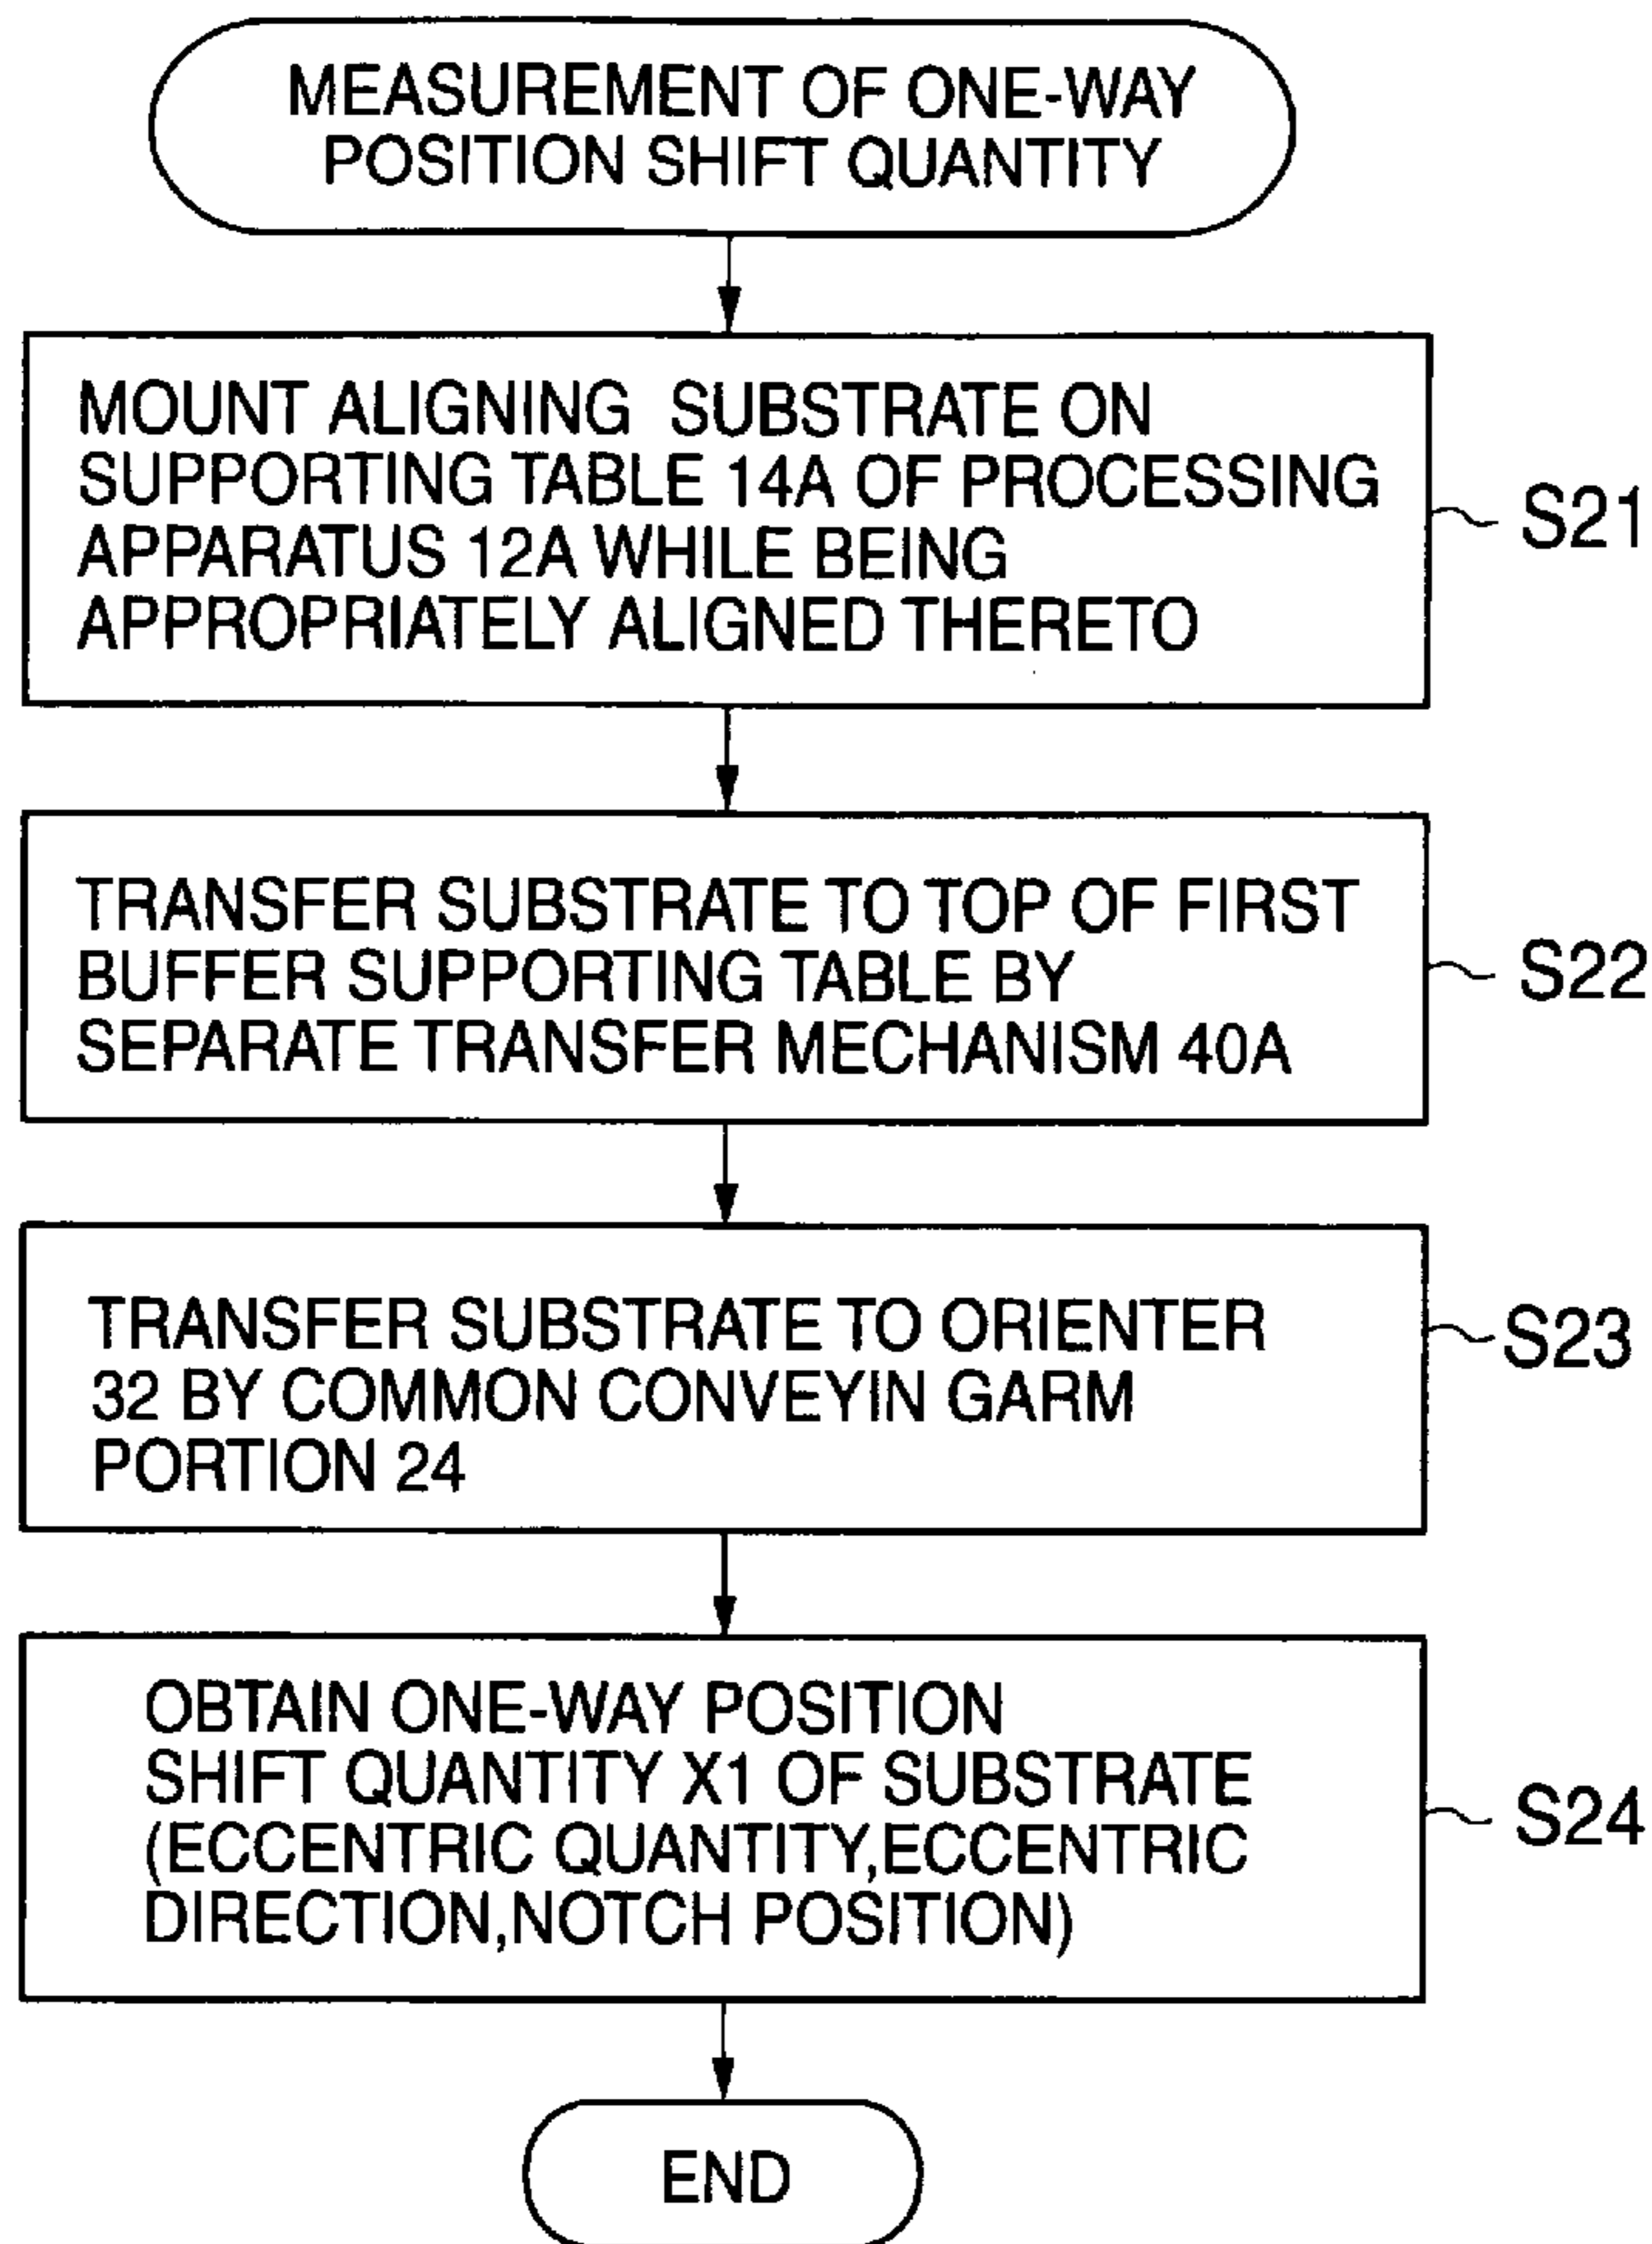 MEASUREMENT OF ONE-WAY
POSITION SHIFT QUANTITY
MOUNT ALIGNING SUBSTRATE ON
SUPPORTING TABLE 14A OF PROCESSING
APPARATUS 12A WHILE BEING
APPROPRIATELY ALIGNED THERETO
S21
TRANSFER SUBSTRATE TO TOP OF FIRST
BUFFER SUPPORTING TABLE BY
SEPARATE TRANSFER MECHANISM 40A
S22
TRANSFER SUBSTRATE TO ORIENTER
32 BY COMMON CONVEYIN GARM
PORTION 24
S23
OBTAIN ONE-WAY POSITION
SHIFT QUANTITY X1 OF SUBSTRATE
(ECCENTRIC QUANTITY,ECCENTRIC
DIRECTION,NOTCH POSITION)
S24
END